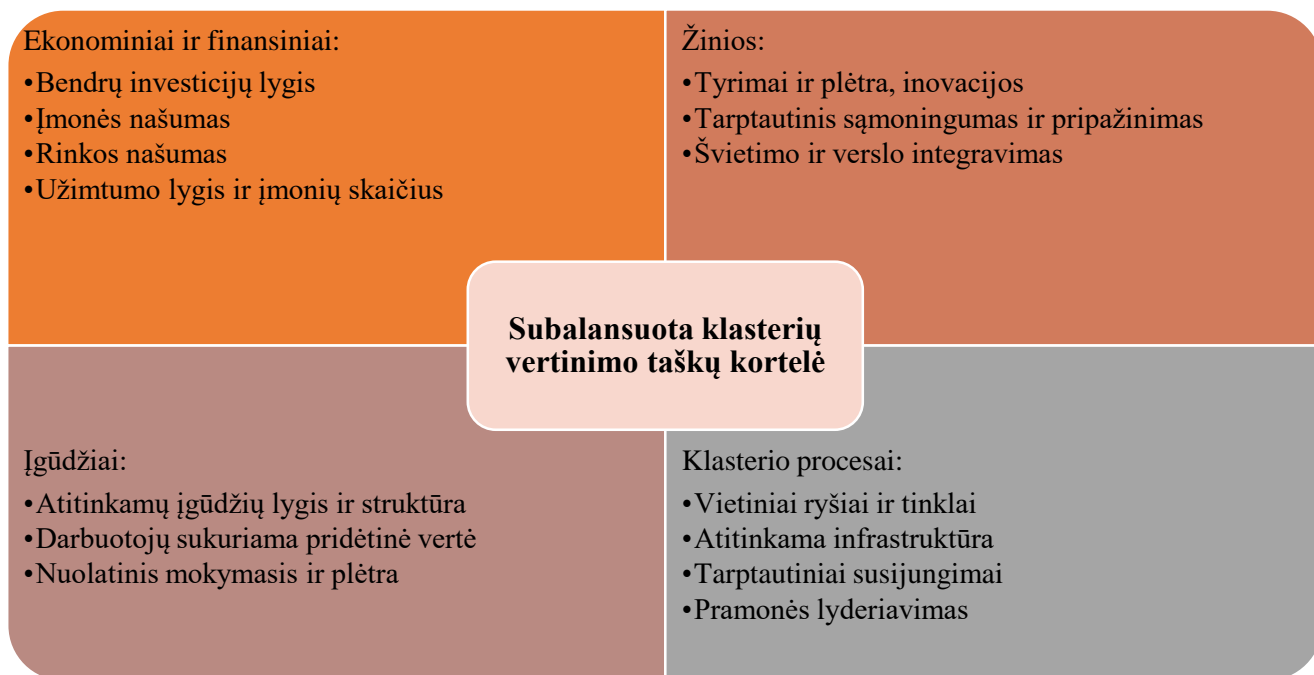 Ekonominiai ir finansiniai:
•Bendrų investicijų lygis
•Įmonės našumas
•Rinkos našumas
•Užimtumo lygis ir įmonių skaičius
Žinios:
•Tyrimai ir plėtra, inovacijos
•Tarptautinis sąmoningumas ir pripažinimas
•Švietimo ir verslo integravimas
Subalansuota klasterių
vertinimo taškų kortelė
Įgūdžiai:
•Atitinkamų įgūdžių lygis ir struktūra
•Darbuotojų sukuriama pridėtinė vertė
•Nuolatinis mokymasis ir plėtra
Klasterio procesai:
•Vietiniai ryšiai ir tinklai
•Atitinkama infrastruktūra
•Tarptautiniai susijungimai
•Pramonės lyderiavimas